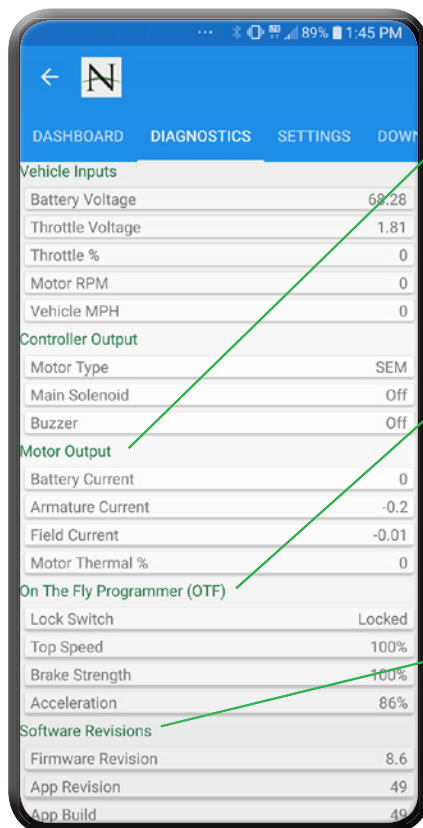 ... 89% 1:45 PM
N
DASHBOARD DIAGNOSTICS SETTINGS DOW
Vehicle Inputs
Battery Voltage 68.28
Throttle Voltage 1.81
Throttle % 0
Motor RPM 0
Vehicle MPH 0
Controller Output
Motor Type SEM
Main Solenoid Off
Buzzer Off
Motor Output
Battery Current 0
Armature Current -0.2
Field Current -0.01
Motor Thermal % 0
On The Fly Programmer (OTF)
Lock Switch Locked
Top Speed 100%
Brake Strength 100%
Acceleration 86%
Software Revisions
Firmware Revision 8.6
App Revision 49
App Build 49